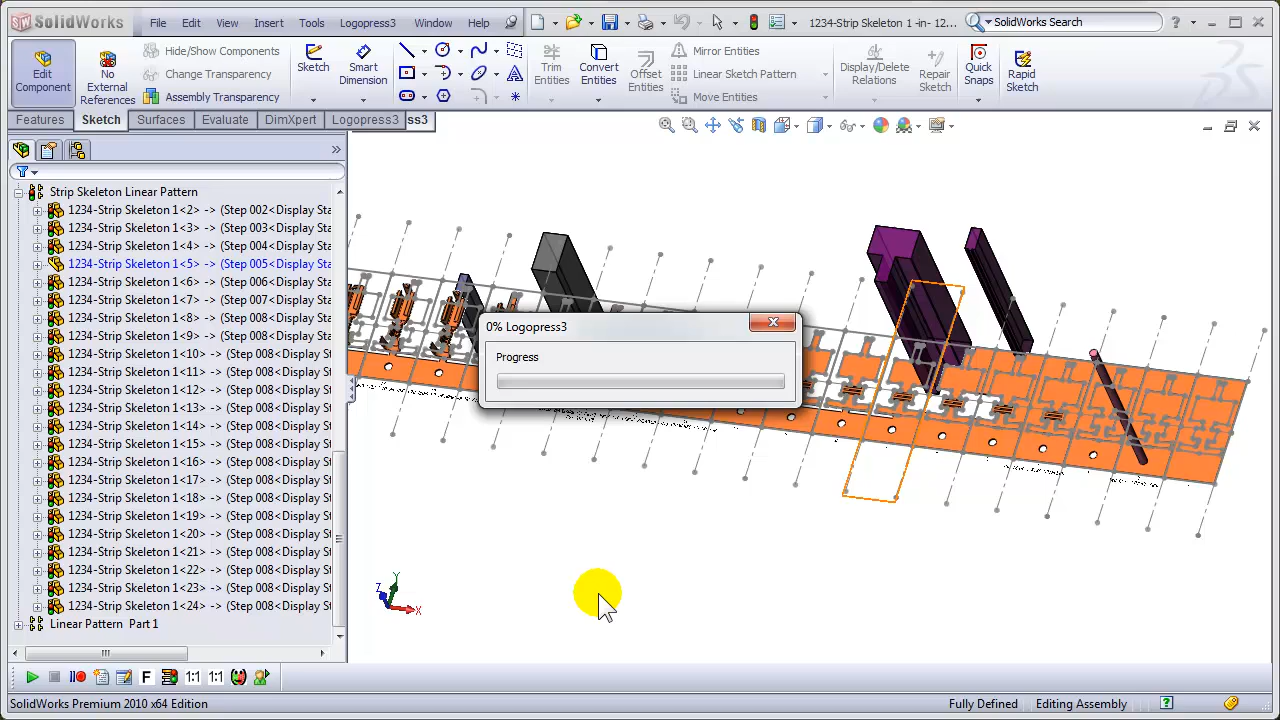 SolidWorks File Edit View Insert Tools Logopress3 Window Help 1234-Strip Skeleton 1 -in- 12... SolidWorks Search
Edit Component
No External References
Hide/Show Components
Change Transparency
Assembly Transparency
Sketch
Smart Dimension
Trim Entities
Convert Entities
Offset Entities
Mirror Entities
Linear Sketch Pattern
Move Entities
Display/Delete Relations
Repair Sketch
Quick Snaps
Rapid Sketch
Features Sketch Surfaces Evaluate DimXpert Logopress3 ss3
Strip Skeleton Linear Pattern
1234-Strip Skeleton 1<2> -> (Step 002<Display Sta
1234-Strip Skeleton 1<3> -> (Step 003<Display Sta
1234-Strip Skeleton 1<4> -> (Step 004<Display Sta
1234-Strip Skeleton 1<5> -> (Step 005<Display Sta
1234-Strip Skeleton 1<6> -> (Step 006<Display Sta
1234-Strip Skeleton 1<7> -> (Step 007<Display Sta
1234-Strip Skeleton 1<8> -> (Step 008<Display Sta
1234-Strip Skeleton 1<9> -> (Step 008<Display Sta
1234-Strip Skeleton 1<10> -> (Step 008<Display St
1234-Strip Skeleton 1<11> -> (Step 008<Display St
1234-Strip Skeleton 1<12> -> (Step 008<Display St
1234-Strip Skeleton 1<13> -> (Step 008<Display St
1234-Strip Skeleton 1<14> -> (Step 008<Display St
1234-Strip Skeleton 1<15> -> (Step 008<Display St
1234-Strip Skeleton 1<16> -> (Step 008<Display St
1234-Strip Skeleton 1<17> -> (Step 008<Display St
1234-Strip Skeleton 1<18> -> (Step 008<Display St
1234-Strip Skeleton 1<19> -> (Step 008<Display St
1234-Strip Skeleton 1<20> -> (Step 008<Display St
1234-Strip Skeleton 1<21> -> (Step 008<Display St
1234-Strip Skeleton 1<22> -> (Step 008<Display St
1234-Strip Skeleton 1<23> -> (Step 008<Display St
1234-Strip Skeleton 1<24> -> (Step 008<Display St
Linear Pattern Part 1
0% Logopress3
Progress
Y
Z
X
F 1:1 1:1
SolidWorks Premium 2010 x64 Edition Fully Defined Editing Assembly